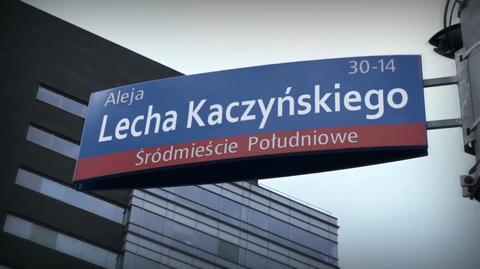 30-14
Aleja
Lecha Kaczyńskiego
Śródmieście Południowe